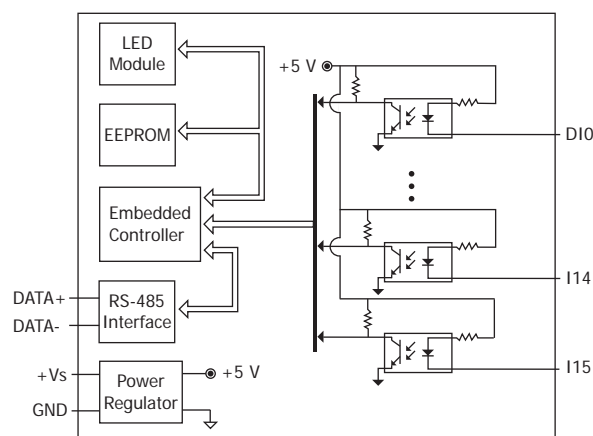 LED
Module
EEPROM
Embedded
Controller
RS-485
Interface
Power
Regulator
DATA+
DATA-
+Vs
GND
+5 V
+5 V
DI0
I14
I15